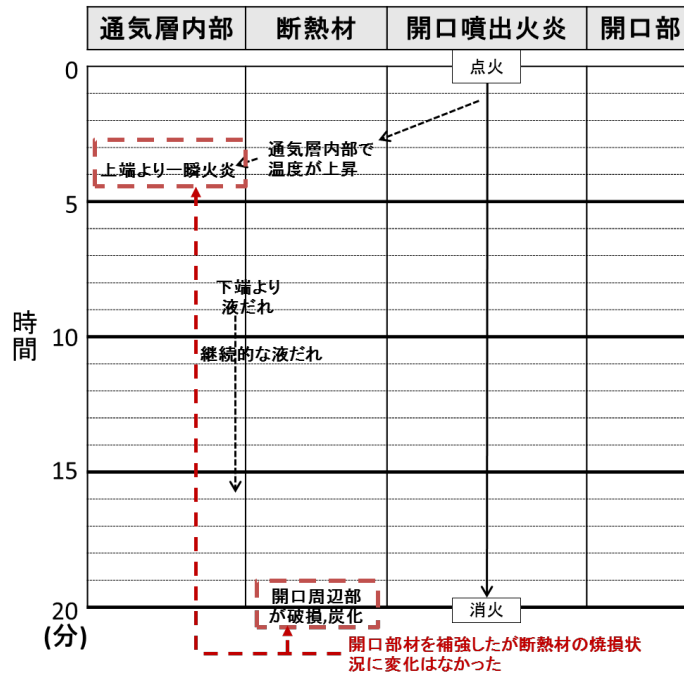 通気層内部 断熱材 開口噴出火炎 開口部
0
点火
通気層内部で
温度が上昇
上端より一瞬火炎
5
下端より
液だれ
時間
10
継続的な液だれ
15
開口周辺部
が破損,炭化
20
(分)
消火
開口部材を補強したが断熱材の焼損状
況に変化はなかった